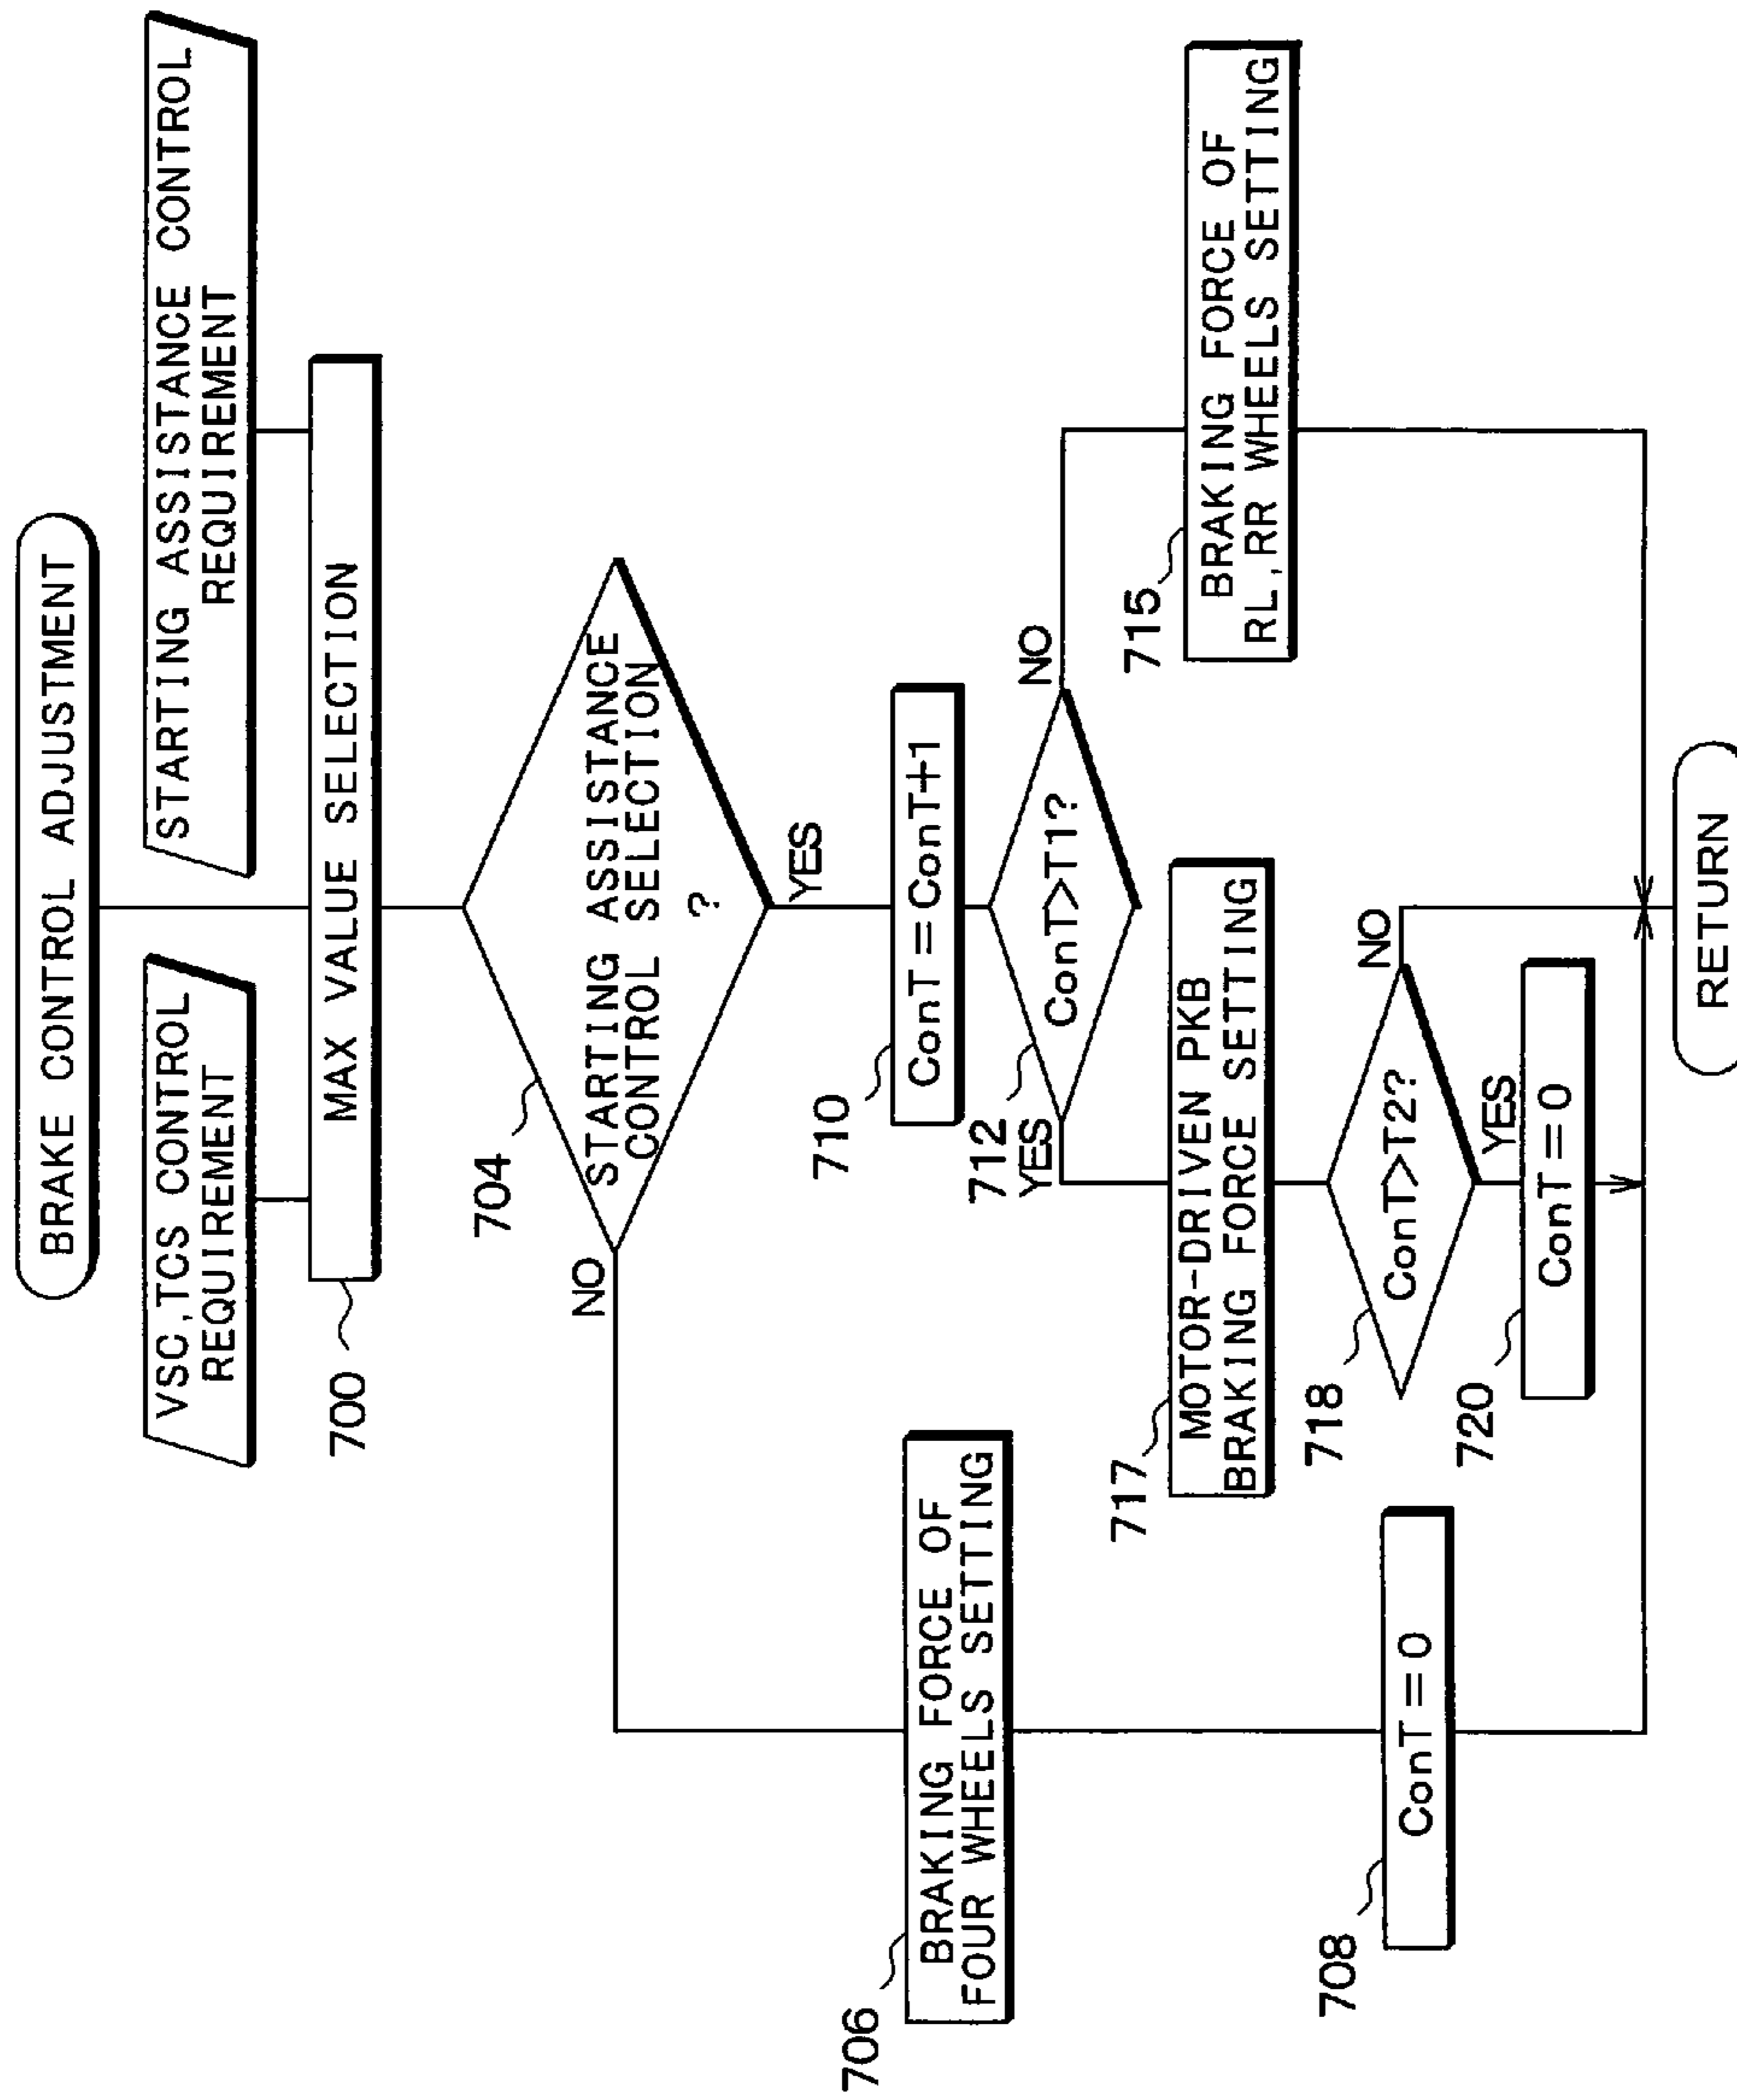 BRAKE CONTROL ADJUSTMENT
VSC,TCS CONTROL
REQUIREMENT
STARTING ASSISTANCE CONTROL
REQUIREMENT
700
MAX VALUE SELECTION
704
STARTING ASSISTANCE
CONTROL SELECTION
?
NO
YES
706
BRAKING FORCE OF
FOUR WHEELS SETTING
710
ConT=ConT+1
712
ConT>T1?
YES
NO
717
MOTOR-DRIVEN PKB
BRAKING FORCE SETTING
715
BRAKING FORCE OF
RL,RR WHEELS SETTING
708
ConT=0
718
ConT>T2?
NO
YES
720
ConT=0
RETURN